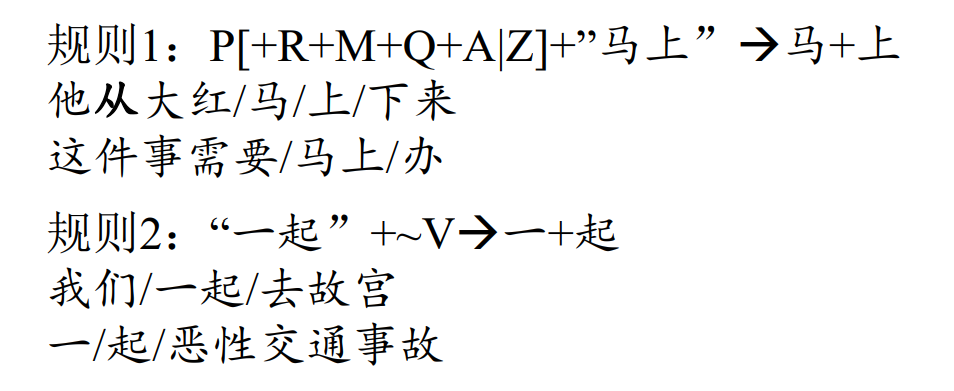 规则1：P[+R+M+Q+A|Z]+”马上”→马+上
他从大红/马/上/下来
这件事需要/马上/办
规则2：“一起”+~V→一+起
我们/一起/去故宫
一/起/恶性交通事故